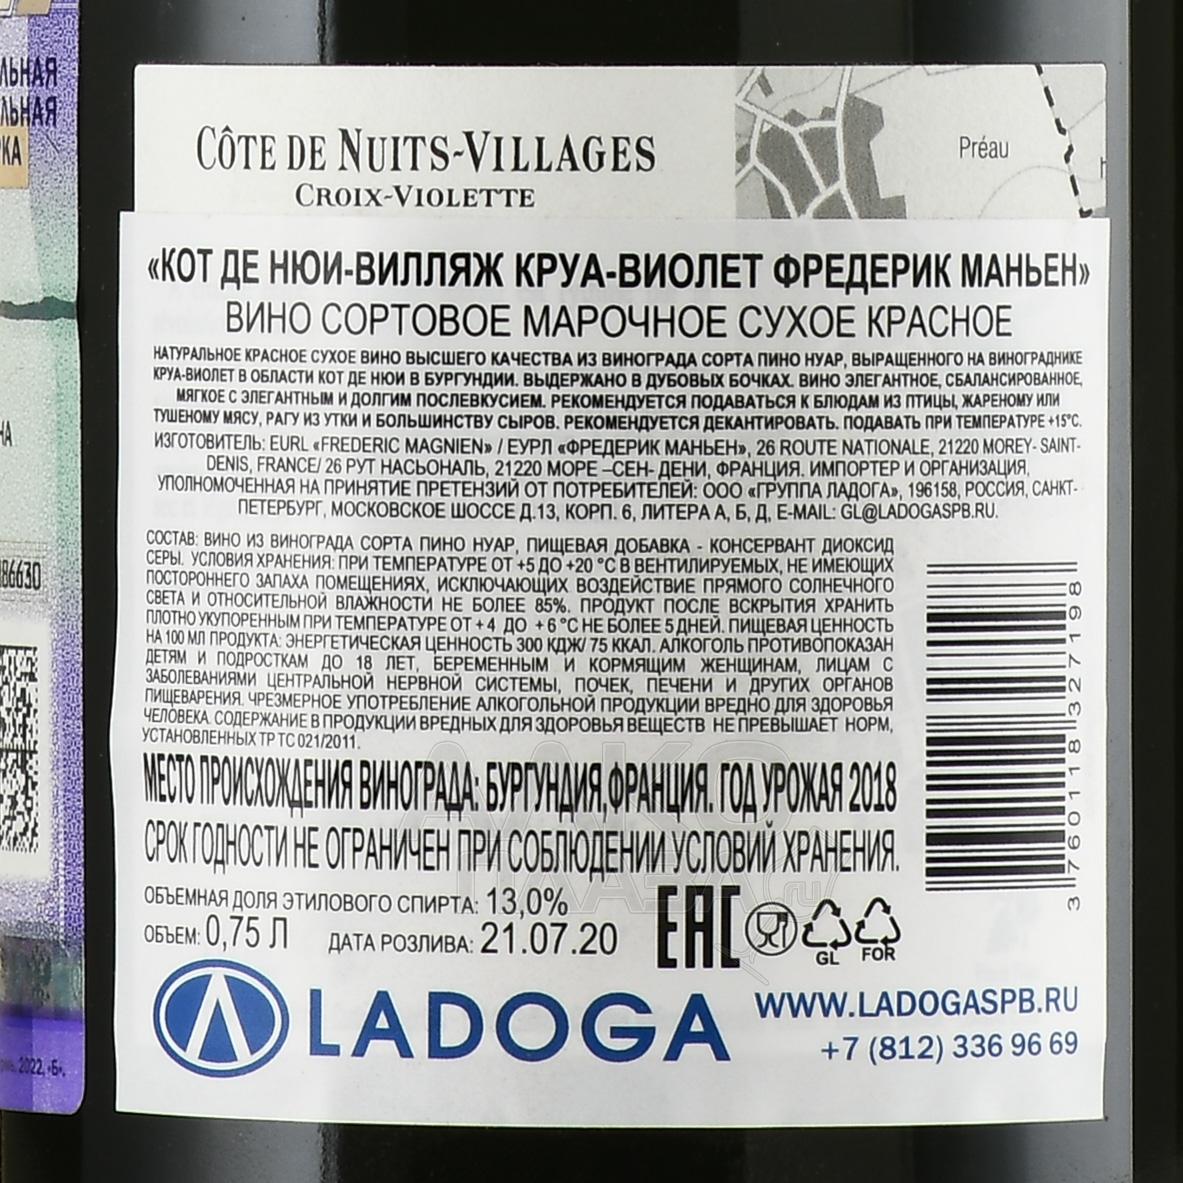 ЛЬНАЯ
ЛЬНАЯ
КА
НА
186630
2022, «Б».
CÔTE DE NUITS-VILLAGES
CROIX-VIOLETTE
Préau
«КОТ ДЕ НЮИ-ВИЛЛЯЖ КРУА-ВИОЛЕТ ФРЕДЕРИК МАНЬЕН»
ВИНО СОРТОВОЕ МАРОЧНОЕ СУХОЕ КРАСНОЕ
НАТУРАЛЬНОЕ КРАСНОЕ СУХОЕ ВИНО ВЫСШЕГО КАЧЕСТВА ИЗ ВИНОГРАДА СОРТА ПИНО НУАР, ВЫРАЩЕННОГО НА ВИНОГРАДНИКЕ
КРУА-ВИОЛЕТ В ОБЛАСТИ КОТ ДЕ НЮИ В БУРГУНДИИ. ВЫДЕРЖАНО В ДУБОВЫХ БОЧКАХ. ВИНО ЭЛЕГАНТНОЕ, СБАЛАНСИРОВАННОЕ,
МЯГКОЕ С ЭЛЕГАНТНЫМ И ДОЛГИМ ПОСЛЕВКУСИЕМ. РЕКОМЕНДУЕТСЯ ПОДАВАТЬСЯ К БЛЮДАМ ИЗ ПТИЦЫ, ЖАРЕНОМУ ИЛИ
ТУШЕНОМУ МЯСУ, РАГУ ИЗ УТКИ И БОЛЬШИНСТВУ СЫРОВ. РЕКОМЕНДУЕТСЯ ДЕКАНТИРОВАТЬ. ПОДАВАТЬ ПРИ ТЕМПЕРАТУРЕ +15°С.
ИЗГОТОВИТЕЛЬ: EURL «FREDERIC MAGNIEN» / ЕУРЛ «ФРЕДЕРИК МАНЬЕН», 26 ROUTE NATIONALE, 21220 MOREY- SAINT-
DENIS, FRANCE/ 26 РУТ НАСЬОНАЛЬ, 21220 МОРЕ –СЕН- ДЕНИ, ФРАНЦИЯ. ИМПОРТЕР И ОРГАНИЗАЦИЯ,
УПОЛНОМОЧЕННАЯ НА ПРИНЯТИЕ ПРЕТЕНЗИЙ ОТ ПОТРЕБИТЕЛЕЙ: ООО «ГРУППА ЛАДОГА», 196158, РОССИЯ, САНКТ-
ПЕТЕРБУРГ, МОСКОВСКОЕ ШОССЕ Д.13, КОРП. 6, ЛИТЕРА А, Б, Д, E-MAIL: GL@LADOGASPB.RU.
СОСТАВ: ВИНО ИЗ ВИНОГРАДА СОРТА ПИНО НУАР, ПИЩЕВАЯ ДОБАВКА - КОНСЕРВАНТ ДИОКСИД
СЕРЫ. УСЛОВИЯ ХРАНЕНИЯ: ПРИ ТЕМПЕРАТУРЕ ОТ +5 ДО +20 °С В ВЕНТИЛИРУЕМЫХ, НЕ ИМЕЮЩИХ
ПОСТОРОННЕГО ЗАПАХА ПОМЕЩЕНИЯХ, ИСКЛЮЧАЮЩИХ ВОЗДЕЙСТВИЕ ПРЯМОГО СОЛНЕЧНОГО
СВЕТА И ОТНОСИТЕЛЬНОЙ ВЛАЖНОСТИ НЕ БОЛЕЕ 85%. ПРОДУКТ ПОСЛЕ ВСКРЫТИЯ ХРАНИТЬ
ПЛОТНО УКУПОРЕННЫМ ПРИ ТЕМПЕРАТУРЕ ОТ + 4 ДО + 6 °С НЕ БОЛЕЕ 5 ДНЕЙ. ПИЩЕВАЯ ЦЕННОСТЬ
НА 100 МЛ ПРОДУКТА: ЭНЕРГЕТИЧЕСКАЯ ЦЕННОСТЬ 300 КДЖ/ 75 ККАЛ. АЛКОГОЛЬ ПРОТИВОПОКАЗАН
ДЕТЯМ И ПОДРОСТКАМ ДО 18 ЛЕТ, БЕРЕМЕННЫМ И КОРМЯЩИМ ЖЕНЩИНАМ, ЛИЦАМ С
ЗАБОЛЕВАНИЯМИ ЦЕНТРАЛЬНОЙ НЕРВНОЙ СИСТЕМЫ, ПОЧЕК, ПЕЧЕНИ И ДРУГИХ ОРГАНОВ
ПИЩЕВАРЕНИЯ. ЧРЕЗМЕРНОЕ УПОТРЕБЛЕНИЕ АЛКОГОЛЬНОЙ ПРОДУКЦИИ ВРЕДНО ДЛЯ ЗДОРОВЬЯ
ЧЕЛОВЕКА. СОДЕРЖАНИЕ В ПРОДУКЦИИ ВРЕДНЫХ ДЛЯ ЗДОРОВЬЯ ВЕЩЕСТВ НЕ ПРЕВЫШАЕТ НОРМ,
УСТАНОВЛЕННЫХ ТР ТС 021/2011.
МЕСТО ПРОИСХОЖДЕНИЯ ВИНОГРАДА: БУРГУНДИЯ,ФРАНЦИЯ. ГОД УРОЖАЯ 2018
СРОК ГОДНОСТИ НЕ ОГРАНИЧЕН ПРИ СОБЛЮДЕНИИ УСЛОВИЙ ХРАНЕНИЯ.
ОБЪЕМНАЯ ДОЛЯ ЭТИЛОВОГО СПИРТА: 13,0%
ОБЪЕМ: 0,75 Л ДАТА РОЗЛИВА: 21.07.20
EAC
GL FOR
3760118327198
LADOGA
WWW.LADOGASPB.RU
+7 (812) 336 96 69
АЛКО
ПЛАЗА.ru